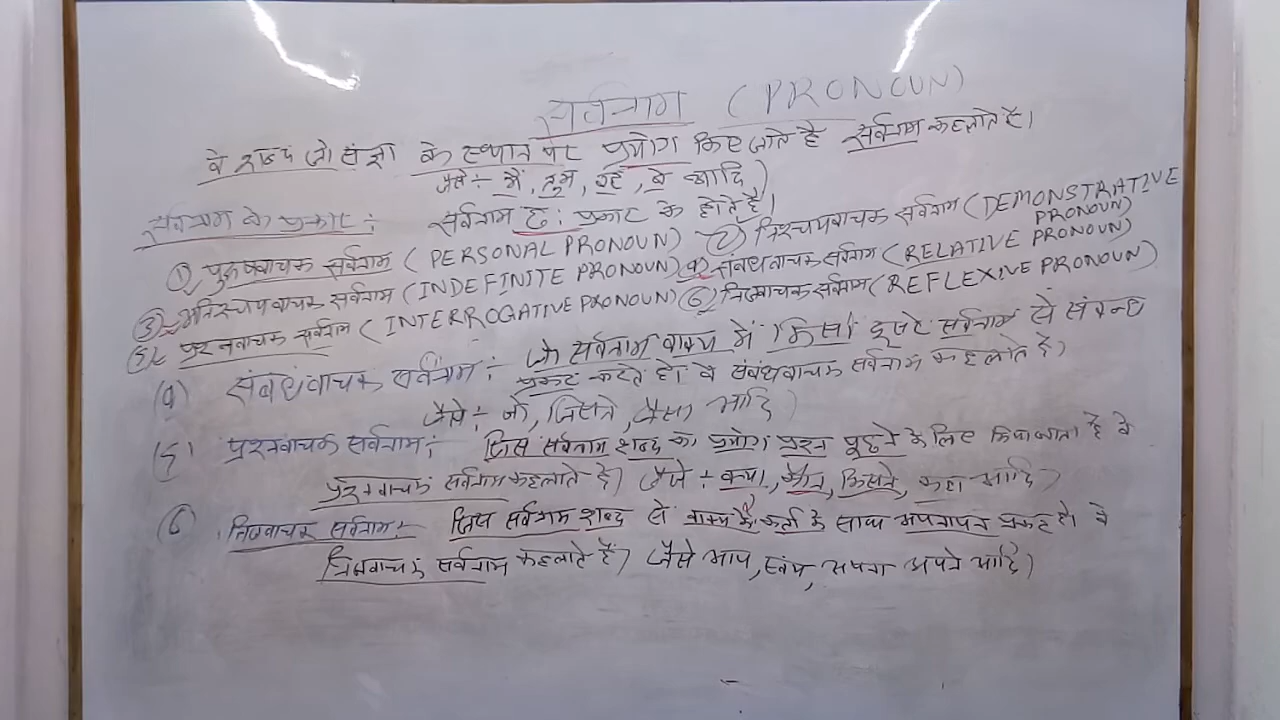 सर्वनाम (PRONOUN)
वे शब्द जो संज्ञा के स्थान पर प्रयोग किए जाते है सर्वनाम कहलाते है।
जैसे ÷ मैं, तुम, वह, वे आदि)
सर्वनाम के प्रकार : सर्वनाम छ: प्रकार के होते है।
① पुरुषवाचक सर्वनाम (PERSONAL PRONOUN) ② निश्चयवाचक सर्वनाम (DEMONSTRATIVE PRONOUN)
③ अनिश्चयवाचक सर्वनाम (INDEFINITE PRONOUN) ④ संबंधवाचक सर्वनाम (RELATIVE PRONOUN)
⑤ प्रश्नवाचक सर्वनाम (INTERROGATIVE PRONOUN) ⑥ निजवाचक सर्वनाम (REFLEXIVE PRONOUN)
(4) संबधंवाचक सर्वनाम : जो सर्वनाम वाक्य में किसी दूसरे सर्वनाम से संबन्ध
प्रकट करते हो। वे संबंधवाचक सर्वनाम कहलाते है)
जैसे ÷ जो, जिसने, जैसा आदि)
(5) प्रश्नवाचक सर्वनाम : जिस सर्वनाम शब्द का प्रयोग प्रश्न पूछने के लिए किया जाता है वे
प्रश्नवाचक सर्वनाम कहलाते है) जैसे ÷ क्या, कौन, किसने, कहा आदि)
(6 निजवाचक सर्वनाम :- जिस सर्वनाम शब्द से वाक्य के कर्ता के साथ अपनापन प्रकट हो। वे
निजवाचक सर्वनाम कहलाते हैं) जैसे आप, स्वंय, अपना अपने आदि)